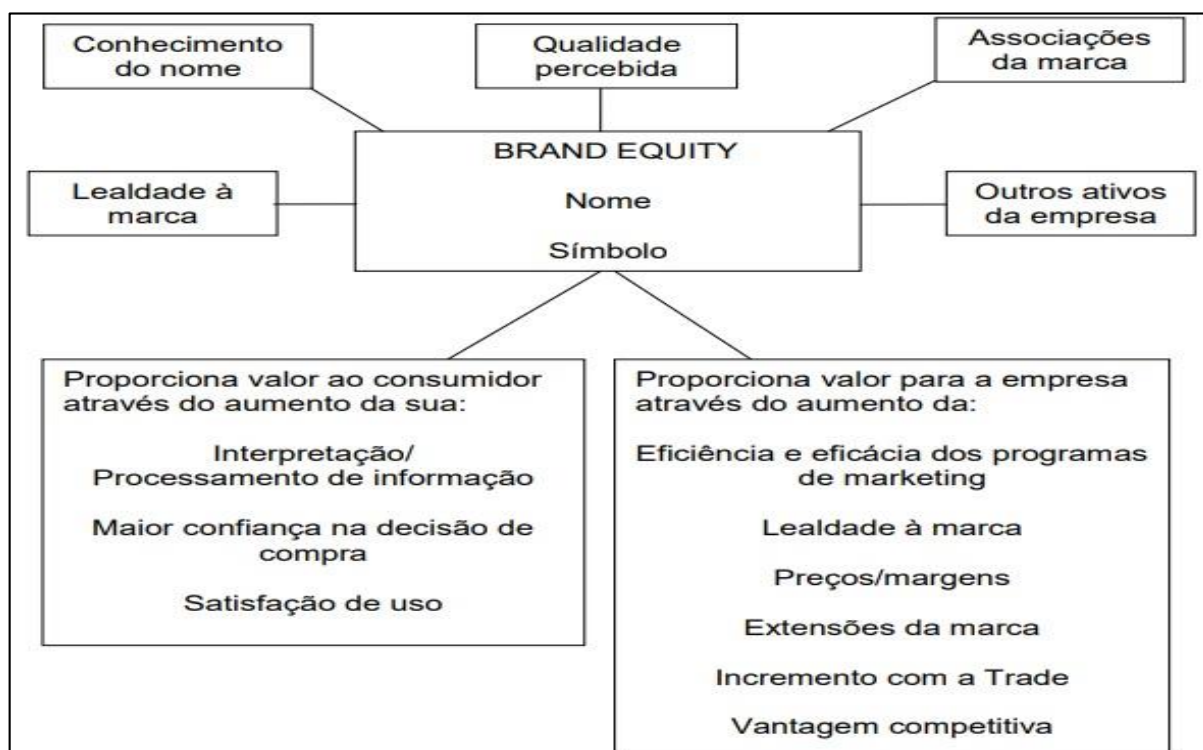 Conhecimento
do nome
Qualidade
percebida
Associações
da marca
Lealdade à
marca
BRAND EQUITY
Nome
Símbolo
Outros ativos
da empresa
Proporciona valor ao consumidor
através do aumento da sua:
Interpretação/
Processamento de informação
Maior confiança na decisão de
compra
Satisfação de uso
Proporciona valor para a empresa
através do aumento da:
Eficiência e eficácia dos programas
de marketing
Lealdade à marca
Preços/margens
Extensões da marca
Incremento com a Trade
Vantagem competitiva